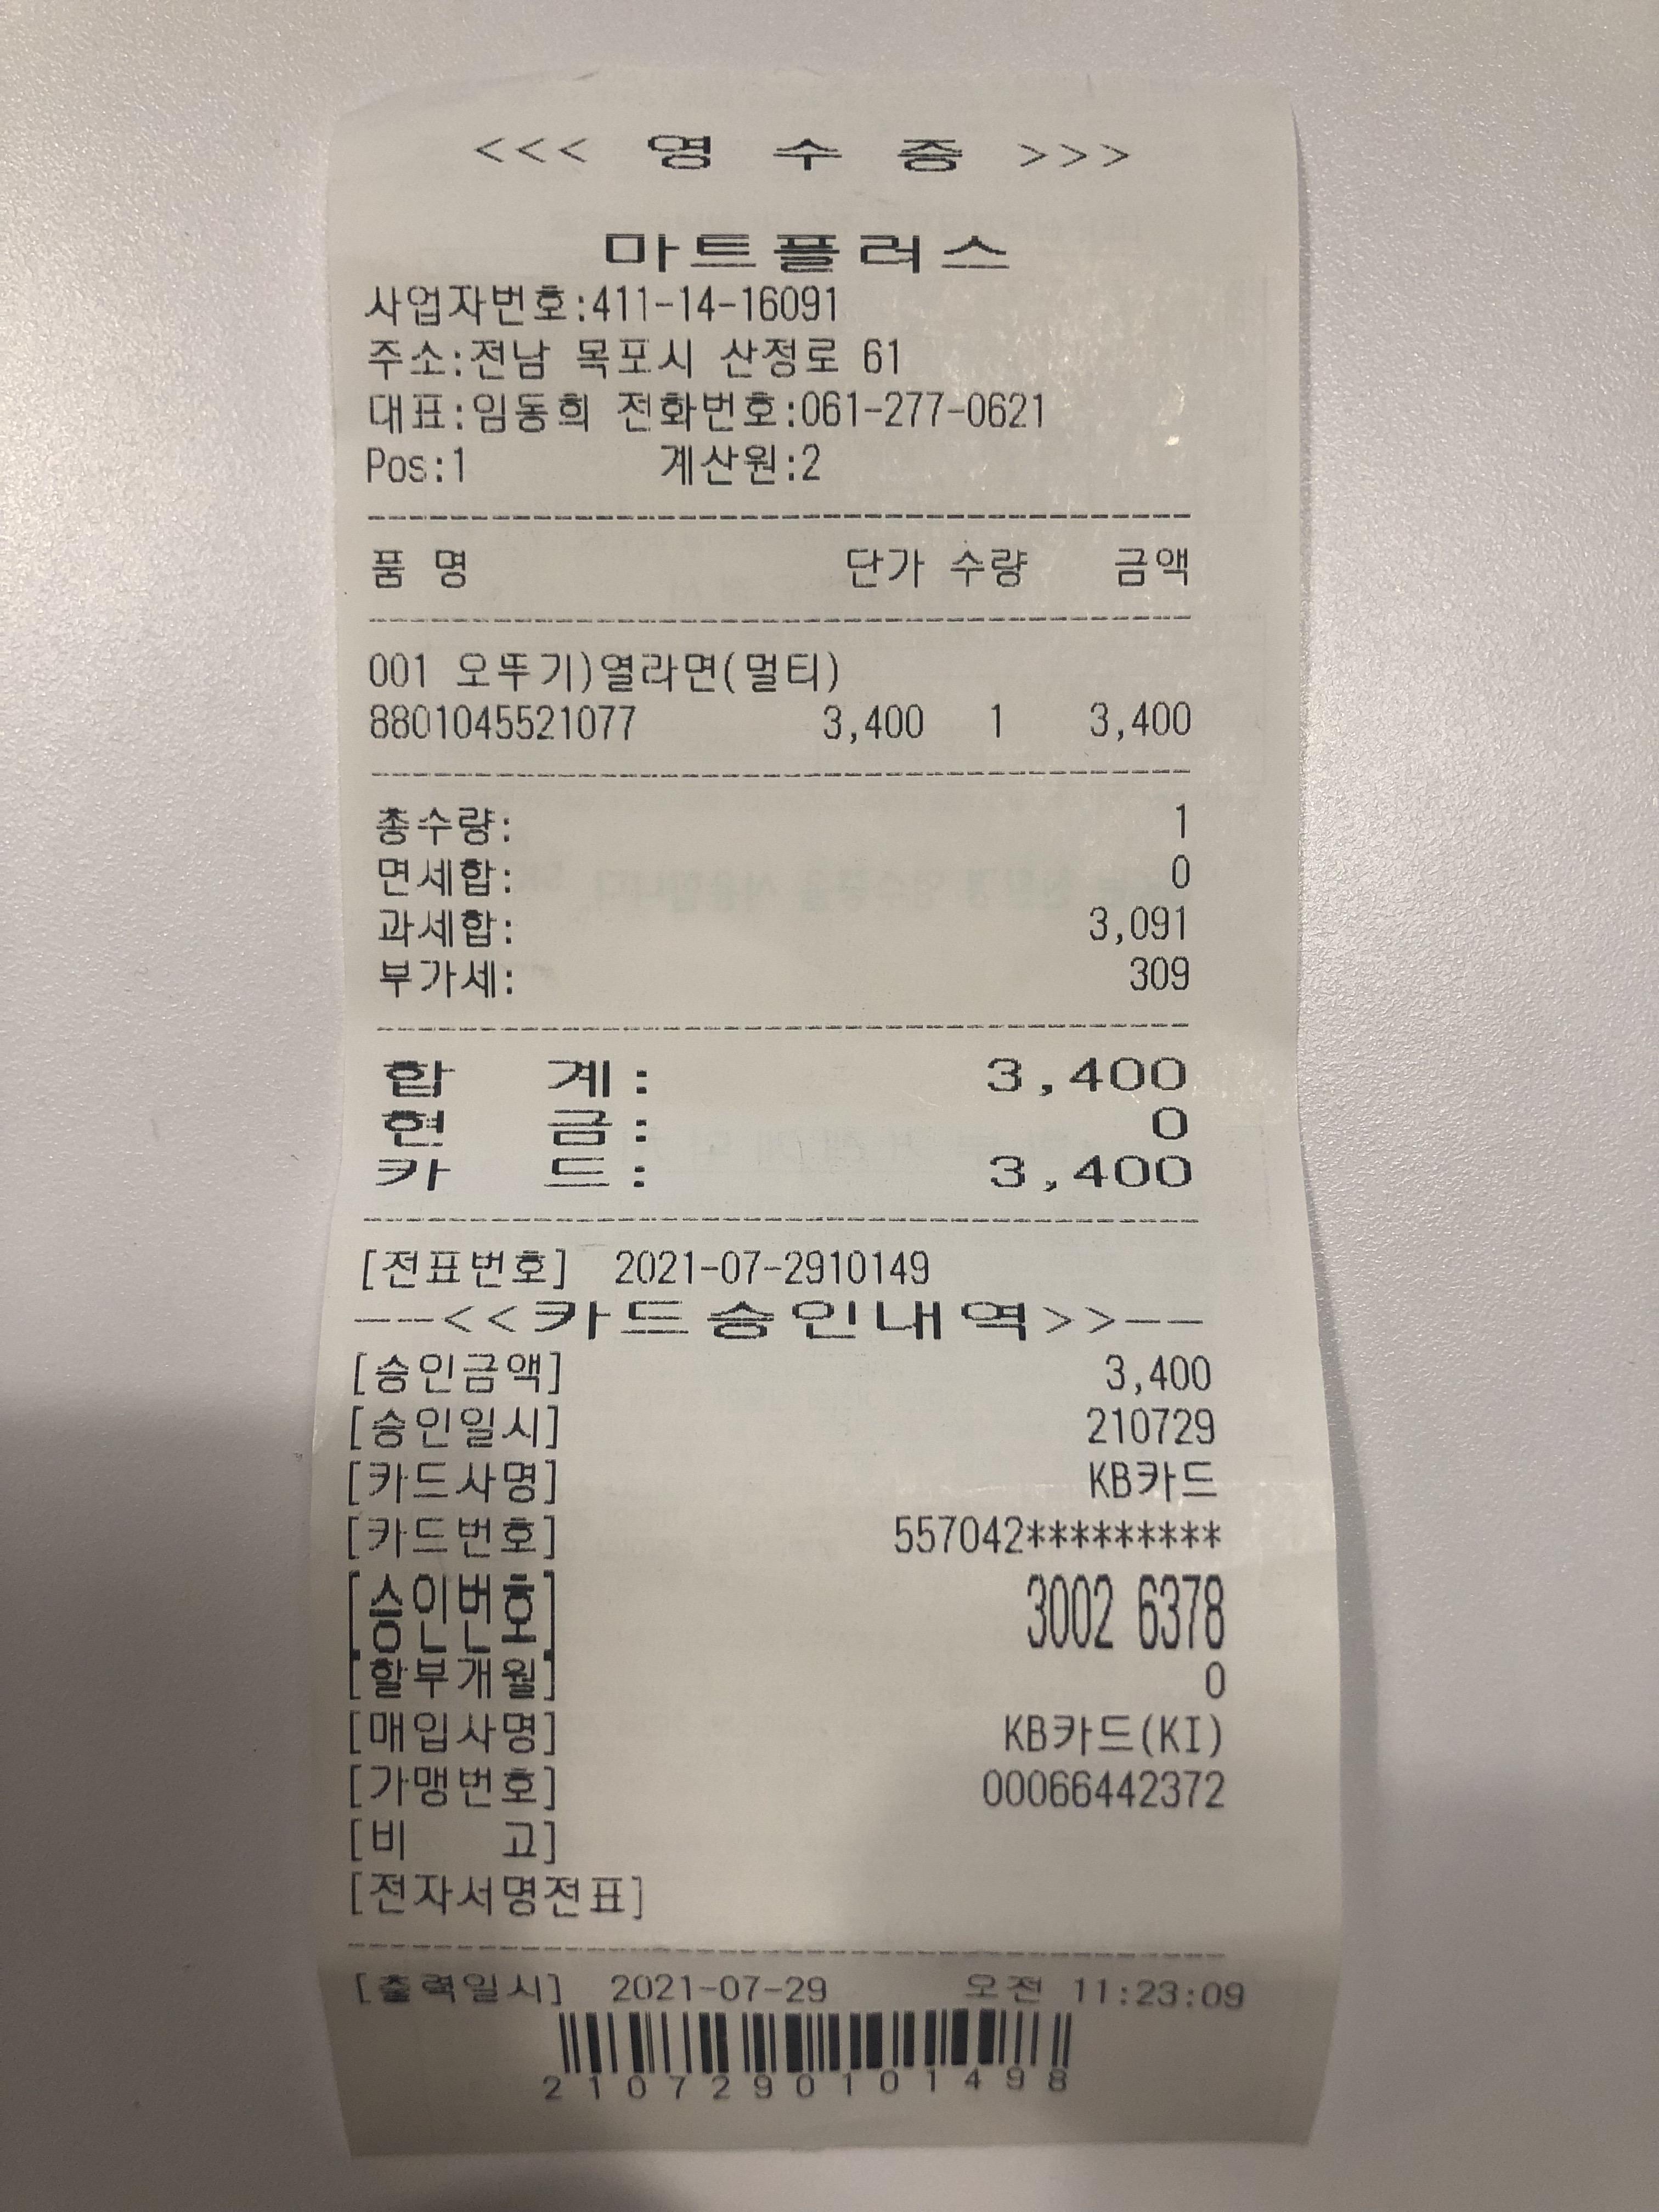 <<< 영 수 증 >>>
마트플러스
사업자번호:411-14-16091
주소:전남 목포시 산정로 61
대표:임동희 전화번호:061-277-0621
Pos:1 계산원:2
품 명 단가 수량 금액
001 오뚜기)열라면(멀티)
8801045521077 3,400 1 3,400
총수량: 1
면세합: 0
과세합: 3,091
부가세: 309
합 계: 3,400
현 금: 0
카 드: 3,400
[전표번호] 2021-07-2910149
--<<카드승인내역>>--
[승인금액] 3,400
[승인일시] 210729
[카드사명] KB카드
[카드번호] 557042*********
[승인번호] 3002 6378
[할부개월] 0
[매입사명] KB카드(KI)
[가맹번호] 00066442372
[비 고]
[전자서명전표]
[출력일시] 2021-07-29 오전 11:23:09
2107290101498